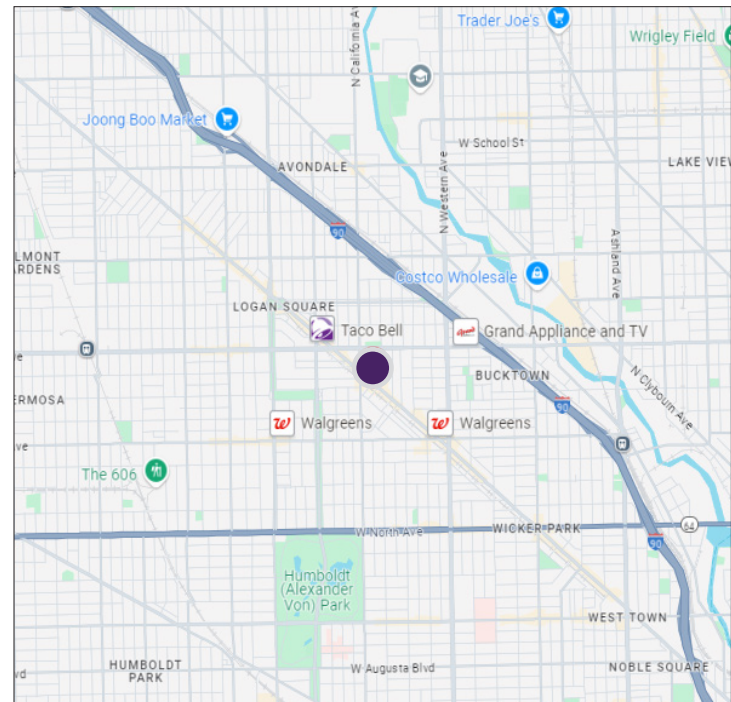 Trader Joe's
Wrigley Field
N California Av
Joong Boo Market
W School St
AVONDALE
LAKE VIEW
N Western Ave
90
LMONT
ARDENS
Ashland Ave
Costco Wholesale
LOGAN SQUARE
Taco Bell
Grand Appliance and TV
BUCKTOWN
N Clybourn Ave
ERMOSA
90
Walgreens
Walgreens
ve
The 606
W North Ave
WICKER PARK
64
90
Humboldt
(Alexander
Von) Park
WEST TOWN
HUMBOLDT
PARK
W Augusta Blvd
NOBLE SQUARE
vd